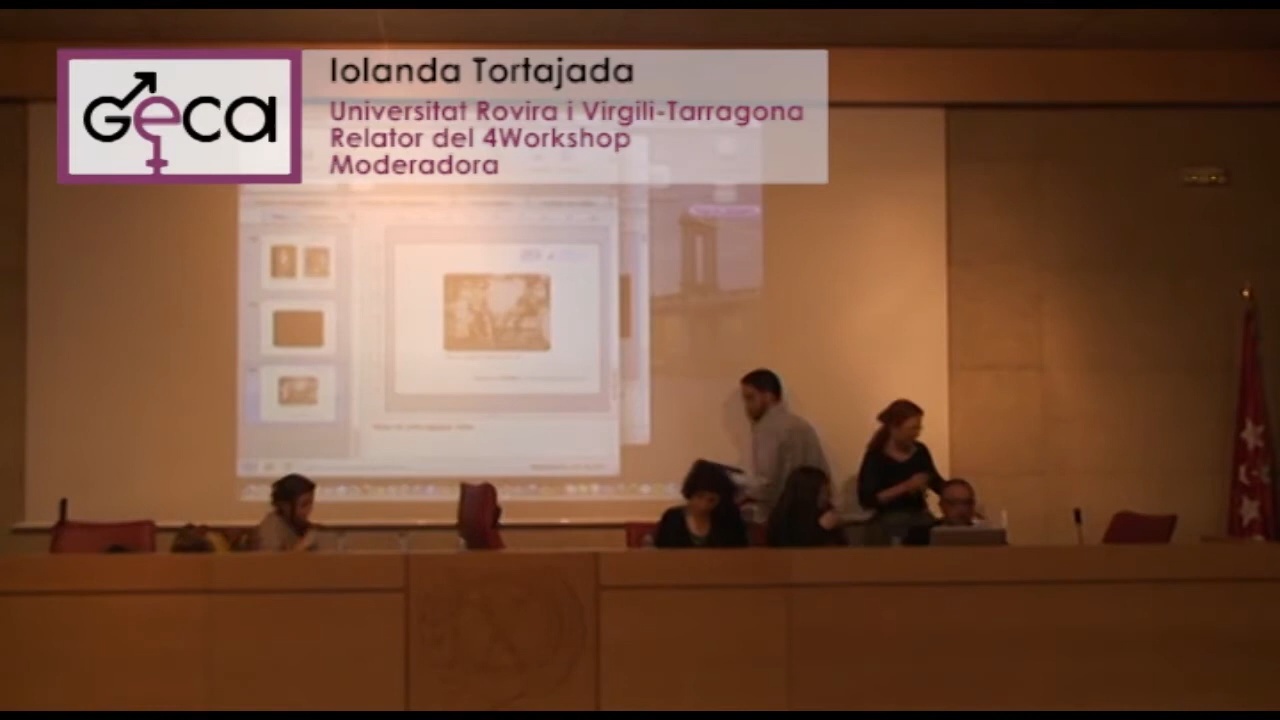 Geca
Iolanda Tortajada
Universitat Rovira i Virgili-Tarragona
Relator del 4Workshop
Moderadora